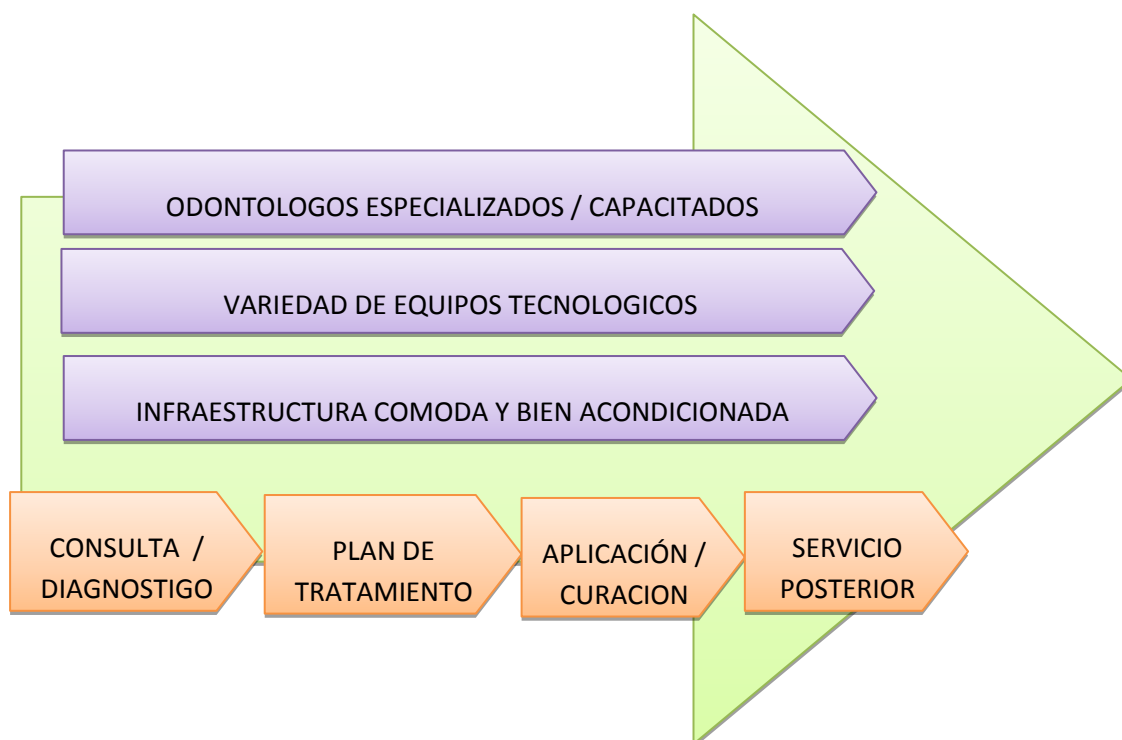 ODONTOLOGOS ESPECIALIZADOS / CAPACITADOS
VARIEDAD DE EQUIPOS TECNOLOGICOS
INFRAESTRUCTURA COMODA Y BIEN ACONDICIONADA
CONSULTA /
DIAGNOSTIGO
PLAN DE
TRATAMIENTO
APLICACIÓN /
CURACION
SERVICIO
POSTERIOR